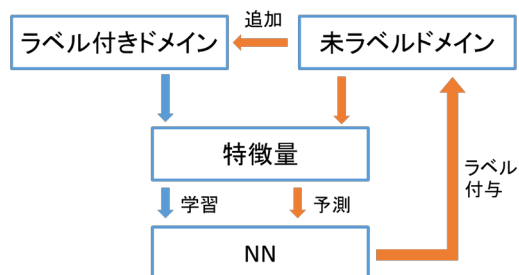 追加
ラベル付きドメイン
未ラベルドメイン
特徴量
学習
予測
ラベル
付与
NN